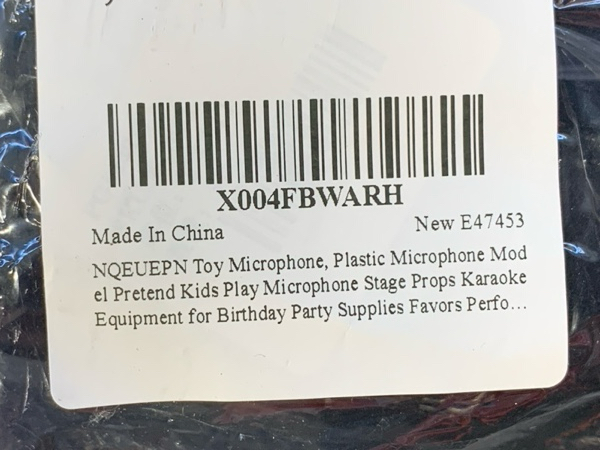 X004FBWARH
Made In China New E47453
NQEUEPN Toy Microphone, Plastic Microphone Mod
el Pretend Kids Play Microphone Stage Props Karaoke
Equipment for Birthday Party Supplies Favors Perfo...